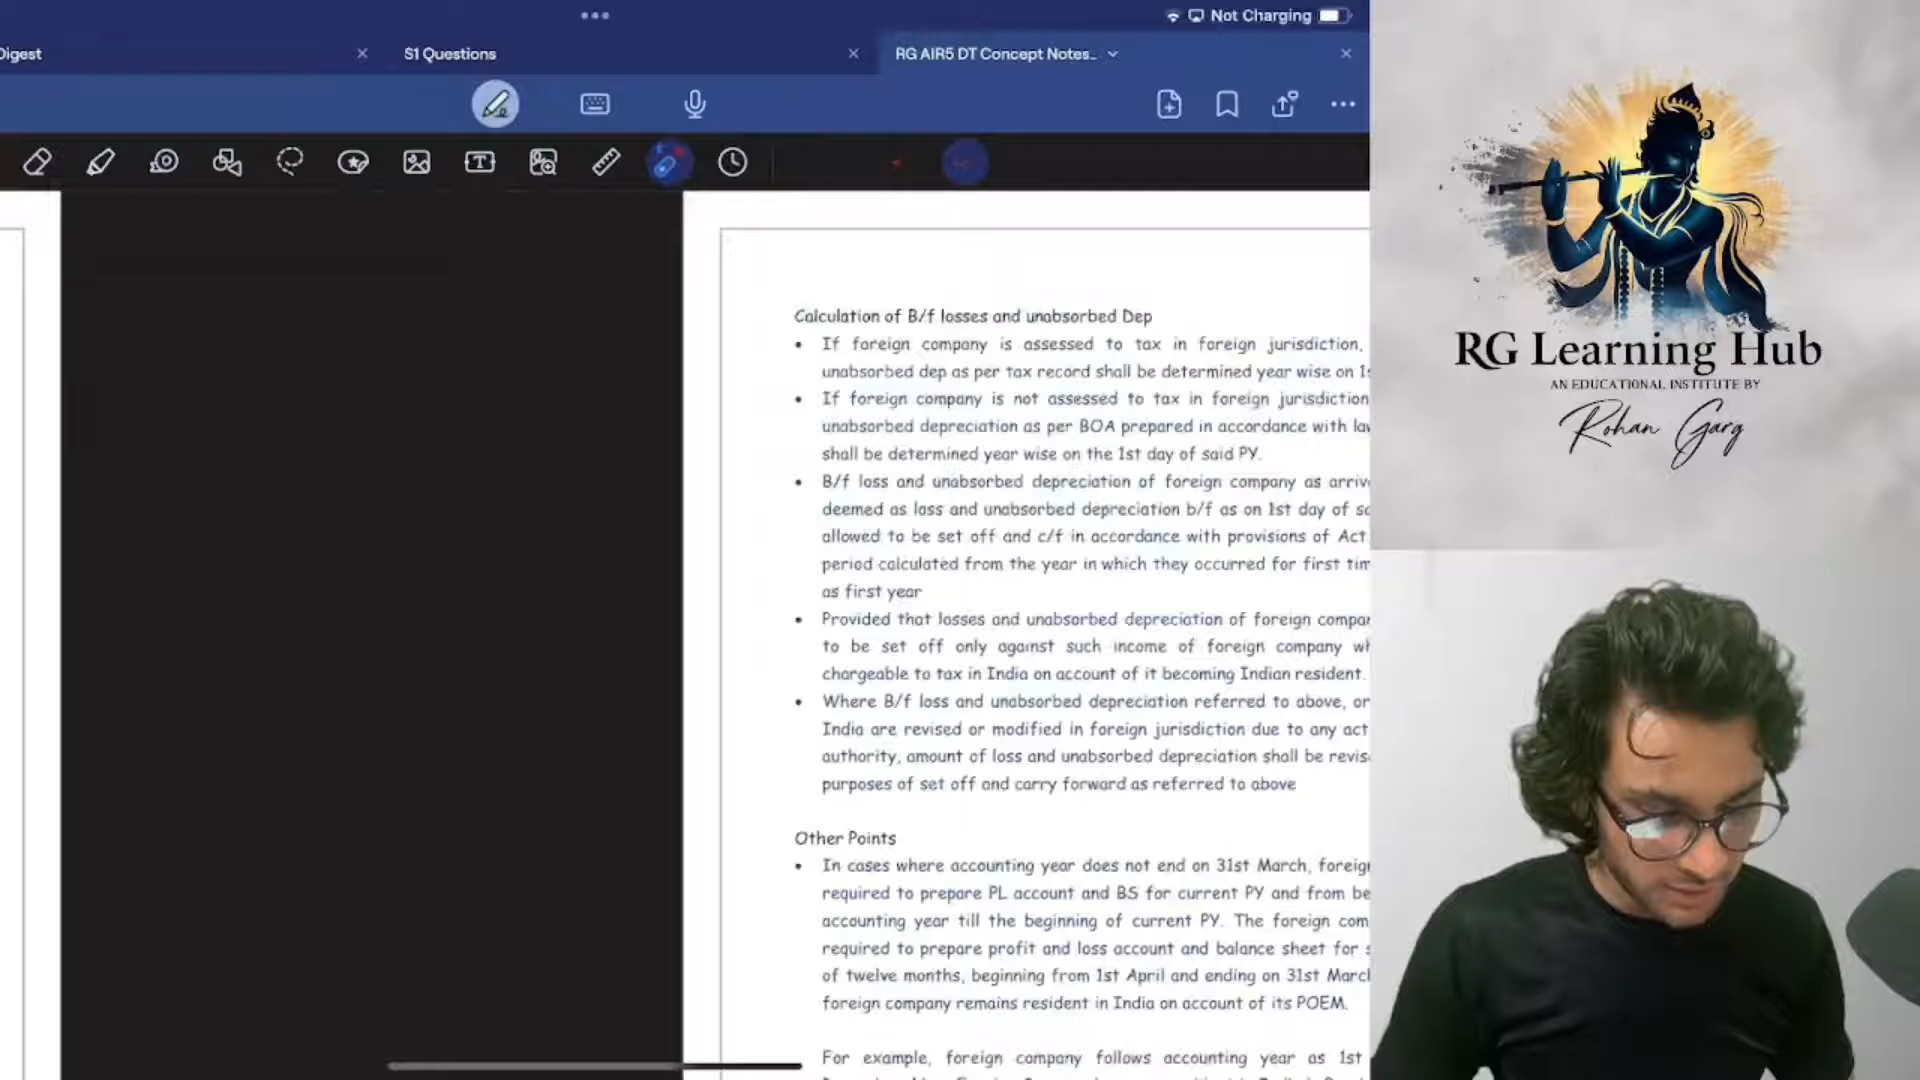 Not Charging
Digest
S1 Questions
RG AIR5 DT Concept Notes..
Calculation of B/f losses and unabsorbed Dep
• If foreign company is assessed to tax in foreign jurisdiction,
unabsorbed dep as per tax record shall be determined year wise on
• If foreign company is not assessed to tax in foreign jurisdiction
unabsorbed depreciation as per BOA prepared in accordance with
shall be determined year wise on the 1st day of said PY.
• B/f loss and unabsorbed depreciation of foreign company as
deemed as loss and unabsorbed depreciation b/f as on 1st day of
allowed to be set off and c/f in accordance with provisions of Act
period calculated from the year in which they occurred for first
as first year
• Provided that losses and unabsorbed depreciation of foreign
to be set off only against such income of foreign company
chargeable to tax in India on account of it becoming Indian resident.
• Where B/f loss and unabsorbed depreciation referred to above,
India are revised or modified in foreign jurisdiction due to any
authority, amount of loss and unabsorbed depreciation shall be
purposes of set off and carry forward as referred to above
Other Points
• In cases where accounting year does not end on 31st March,
required to prepare PL account and BS for current PY and from
accounting year till the beginning of current PY. The foreign
required to prepare profit and loss account and balance sheet for
of twelve months, beginning from 1st April and ending on 31st
foreign company remains resident in India on account of its POEM.
For example, foreign company follows accounting year as 1st
RG Learning Hub
AN EDUCATIONAL INSTITUTE BY
Rohan Garg